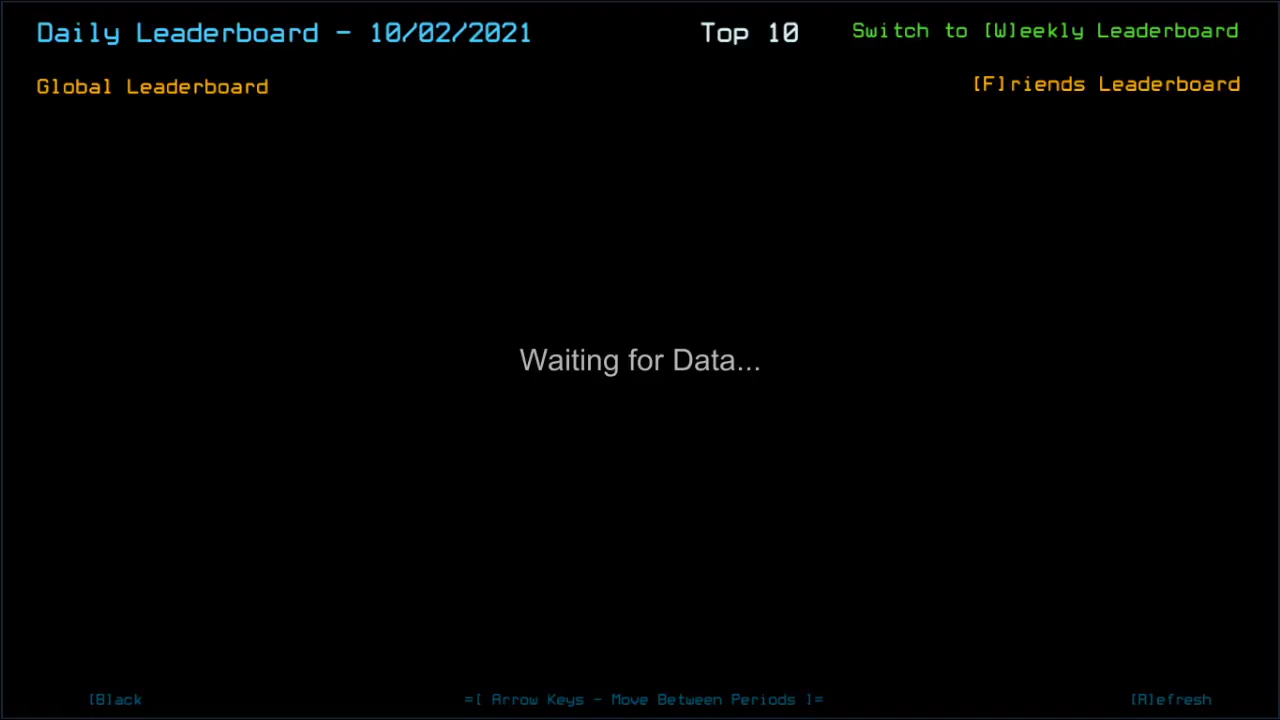 Daily Leaderboard - 10/02/2021
Top 10
Switch to [W]eekly Leaderboard
Global Leaderboard
[F]riends Leaderboard
Waiting for Data...
[B]ack
=[ Arrow Keys - Move Between Periods ]=
[R]efresh